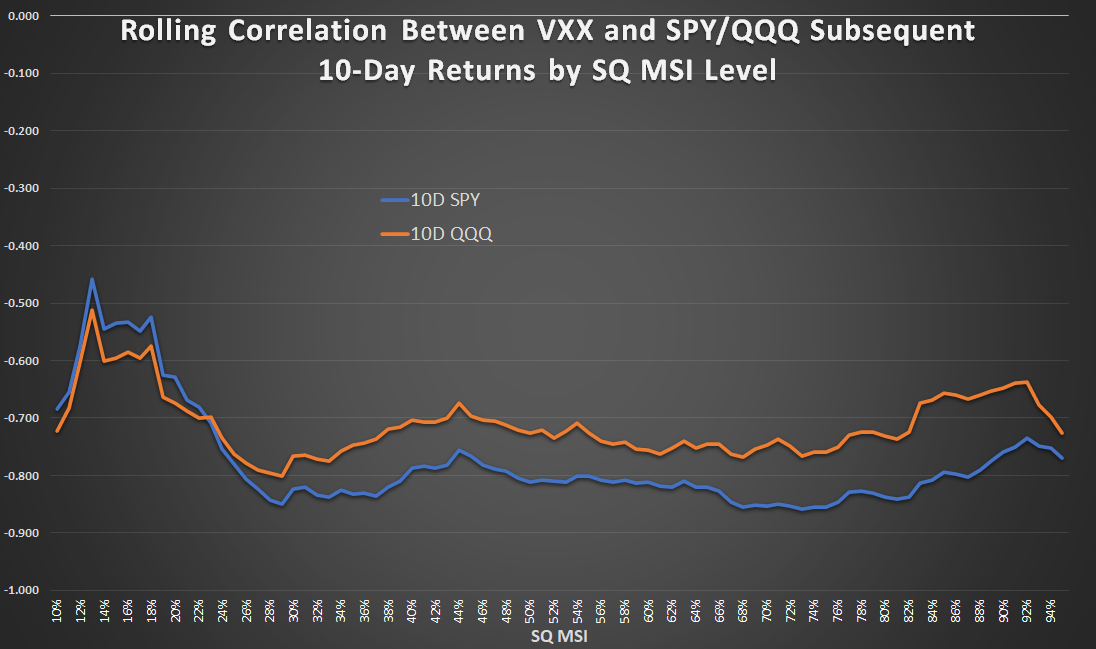 Rolling Correlation Between VXX and SPY/QQQ Subsequent
10-Day Returns by SQ MSI Level
0.000
-0.100
-0.200
-0.300
-0.400
-0.500
-0.600
-0.700
-0.800
-0.900
-1.000
10D SPY
10D QQQ
10% 12% 14% 16% 18% 20% 22% 24% 26% 28% 30% 32% 34% 36% 38% 40% 42% 44% 46% 48% 50% 52% 54% 56% 58% 60% 62% 64% 66% 68% 70% 72% 74% 76% 78% 80% 82% 84% 86% 88% 90% 92% 94%
SQ MSI